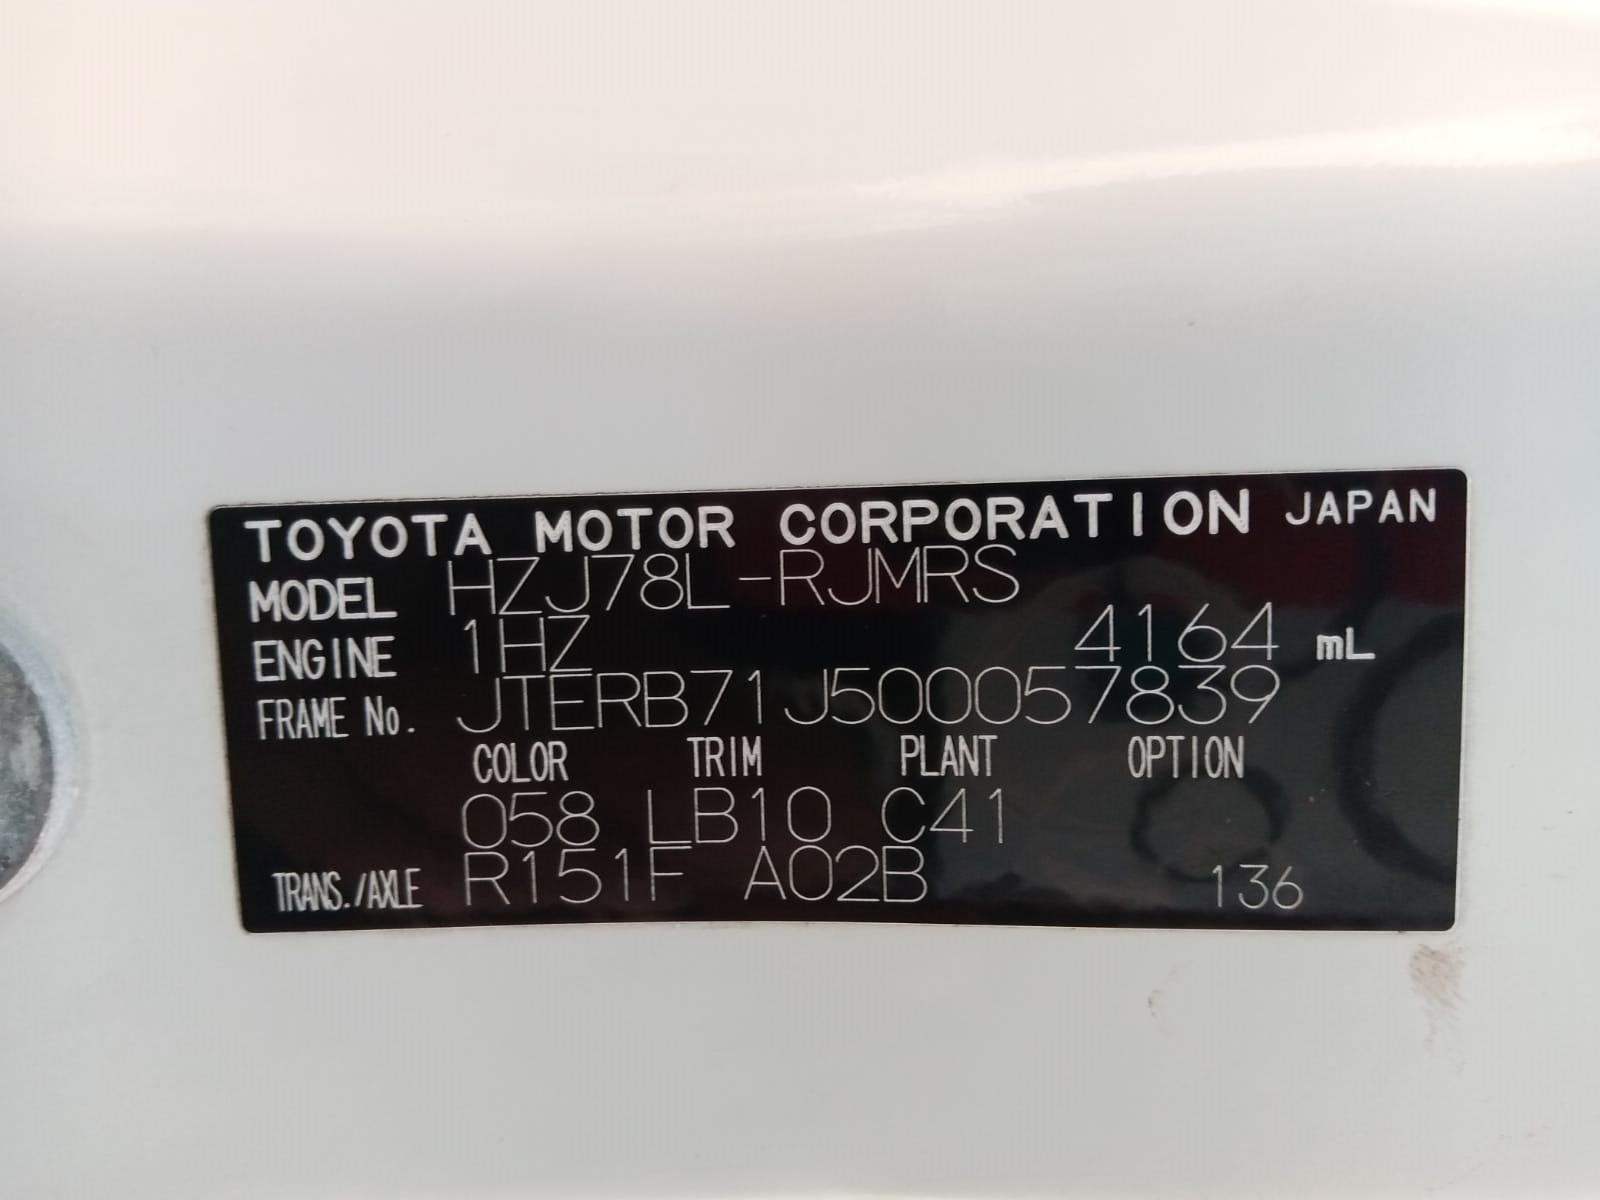 TOYOTA MOTOR CORPORATION JAPAN
MODEL HZJ78L-RJMRS
ENGINE 1HZ 4164 mL
FRAME No. JTERB71J500057839
COLOR TRIM PLANT OPTION
058 LB10 C41
TRANS./AXLE R151F A02B 136